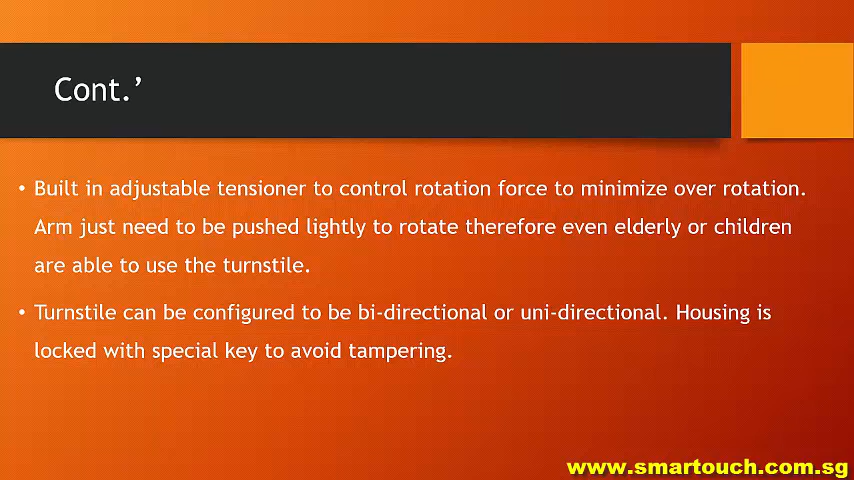 Cont.’
• Built in adjustable tensioner to control rotation force to minimize over rotation.
Arm just need to be pushed lightly to rotate therefore even elderly or children
are able to use the turnstile.
• Turnstile can be configured to be bi-directional or uni-directional. Housing is
locked with special key to avoid tampering.
www.smartouch.com.sg